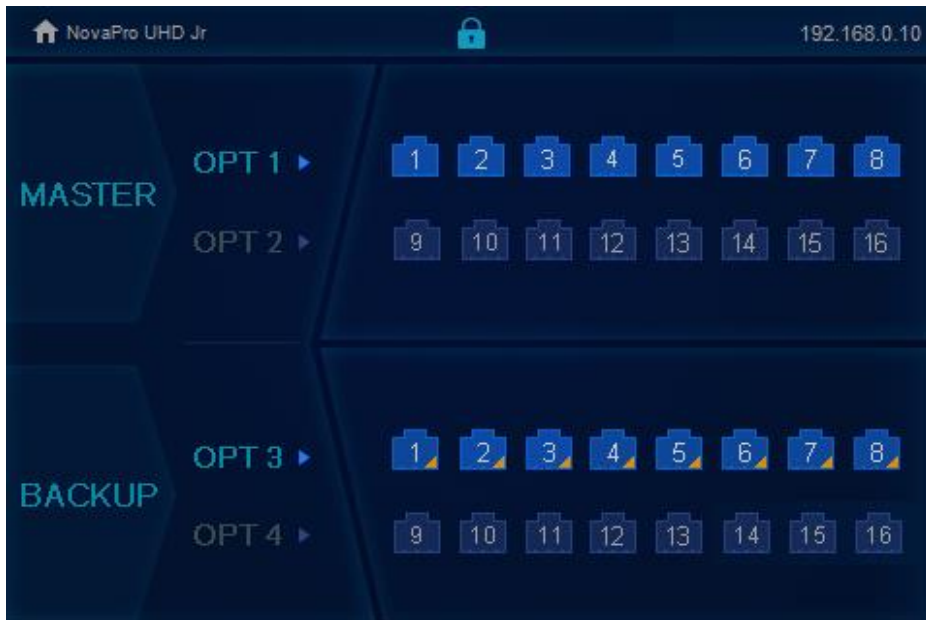 NovaPro UHD Jr 192.168.0.10
MASTER
OPT 1 1 2 3 4 5 6 7 8
OPT 2 9 10 11 12 13 14 15 16
BACKUP
OPT 3 1 2 3 4 5 6 7 8
OPT 4 9 10 11 12 13 14 15 16